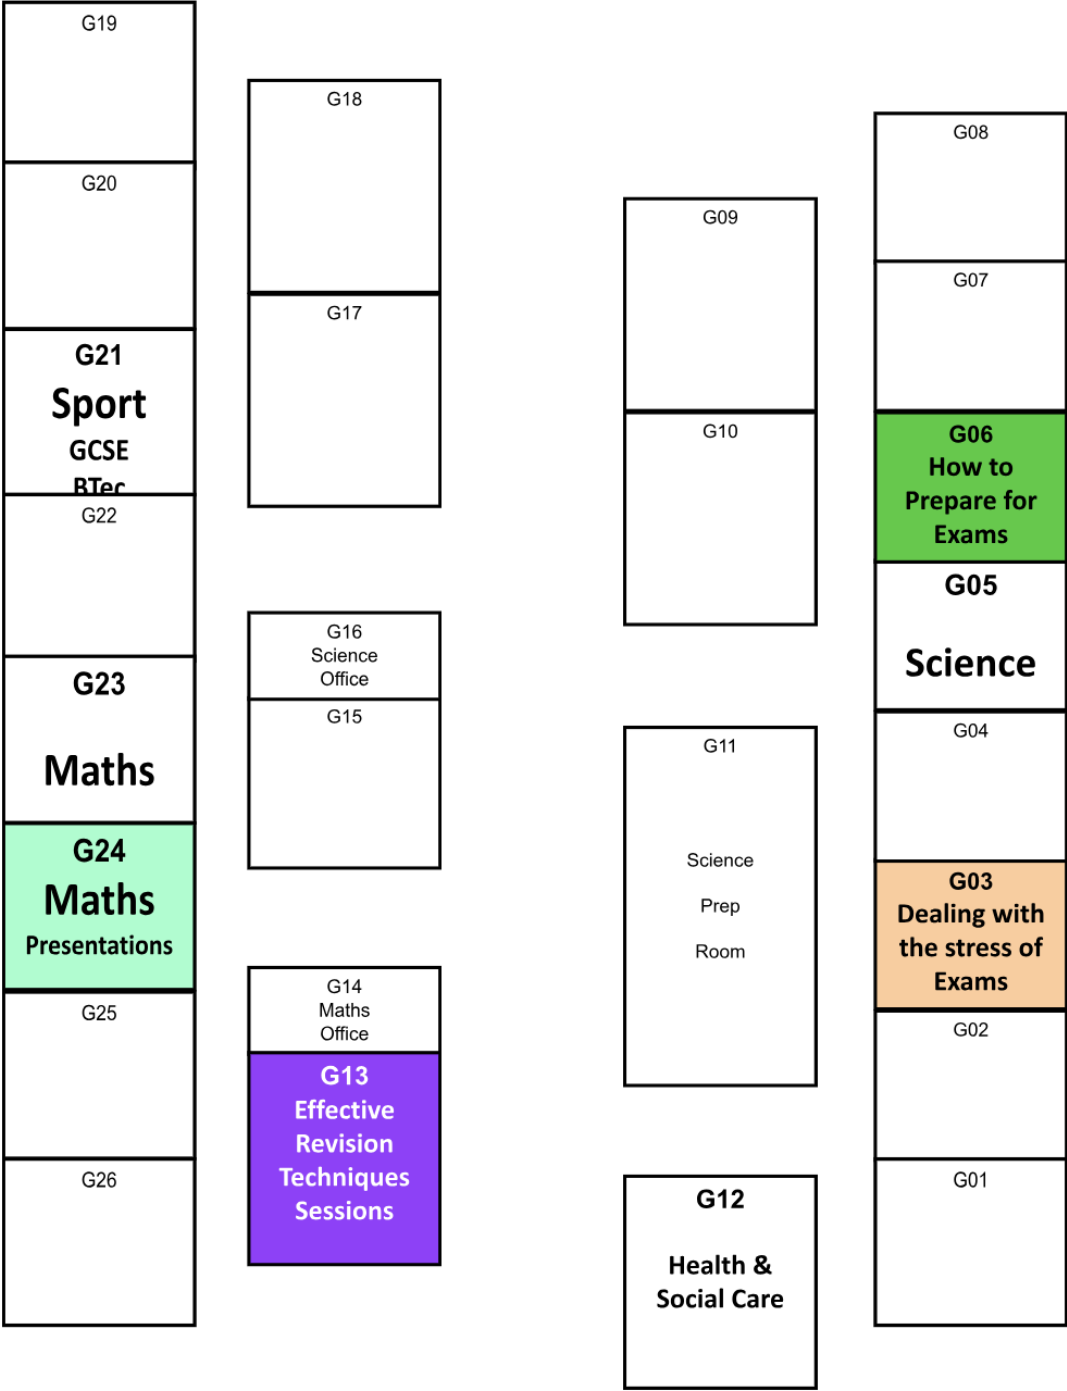 G19
G20
G21
Sport
GCSE
BTec
G22
G23
Maths
G24
Maths
Presentations
G25
G26
G18
G17
G16
Science
Office
G15
G14
Maths
Office
G13
Effective
Revision
Techniques
Sessions
G09
G10
G11
Science
Prep
Room
G12
Health &
Social Care
G08
G07
G06
How to
Prepare for
Exams
G05
Science
G04
G03
Dealing with
the stress of
Exams
G02
G01